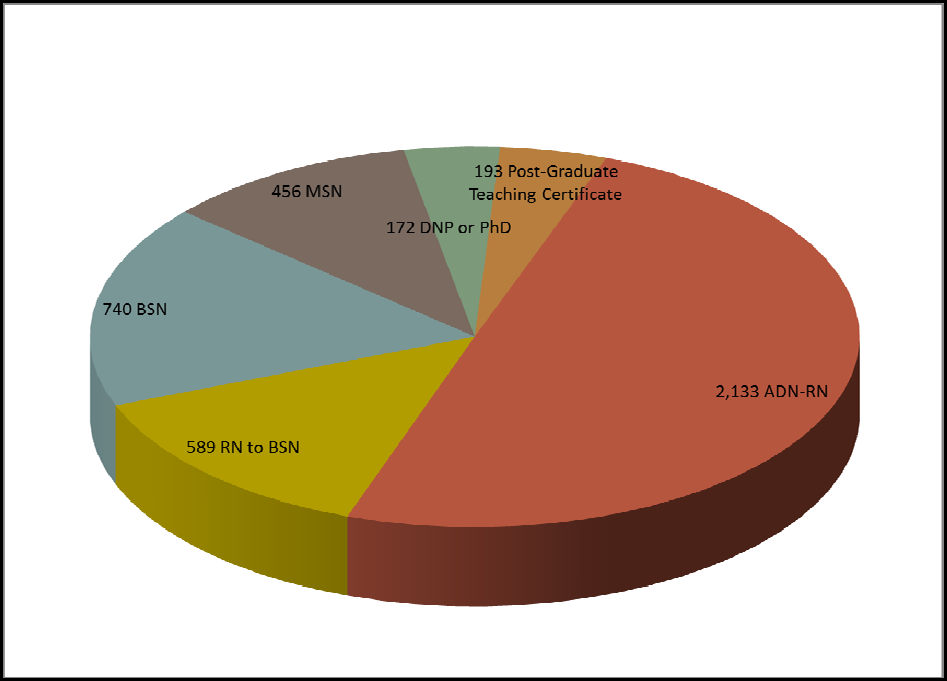 193 Post-Graduate
Teaching Certificate
456 MSN
172 DNP or PhD
740 BSN
2,133 ADN-RN
589 RN to BSN